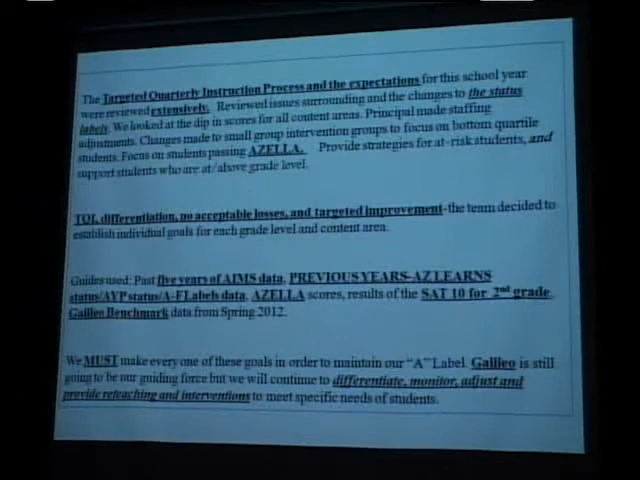 The Targeted Quarterly Instruction Process and the expectations for this school year
were reviewed extensively. Reviewed issues surrounding and the changes to the status
labels. We looked at the dip in scores for all content areas. Principal made staffing
adjustments. Changes made to small group intervention groups to focus on bottom quartile
students. Focus on students passing AZELLA. Provide strategies for at-risk students, and
support students who are at/above grade level.
TQI, differentiation, no acceptable losses, and targeted improvement-the team decided to
establish individual goals for each grade level and content area.
Guides used: Past five years of AIMS data, PREVIOUS YEARS-AZ LEARNS
status/AYP status/A-F Labels data, AZELLA scores, results of the SAT 10 for 2nd grade,
Galileo Benchmark data from Spring 2012.
We MUST make every one of these goals in order to maintain our "A" Label. Galileo is still
going to be our guiding force but we will continue to differentiate, monitor, adjust and
provide reteaching and interventions to meet specific needs of students.